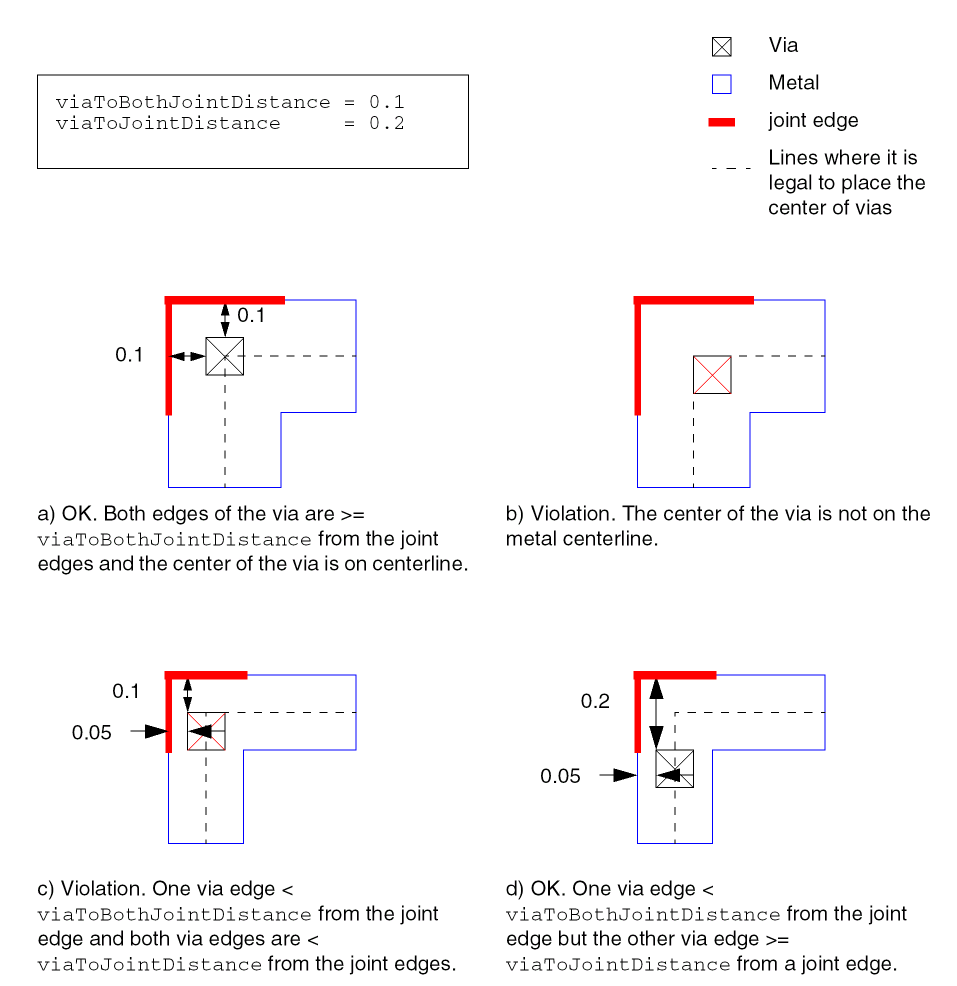 Via
Metal
joint edge
Lines where it is
legal to place the
center of vias
viaToBothJointDistance = 0.1
viaToJointDistance     = 0.2
0.1
0.1
a) OK. Both edges of the via are >=
viaToBothJointDistance from the joint
edges and the center of the via is on centerline.
b) Violation. The center of the via is not on the
metal centerline.
0.1
0.05
0.2
0.05
c) Violation. One via edge <
viaToBothJointDistance from the joint
edge and both via edges are <
viaToJointDistance from the joint edges.
d) OK. One via edge <
viaToBothJointDistance from the joint
edge but the other via edge >=
viaToJointDistance from a joint edge.